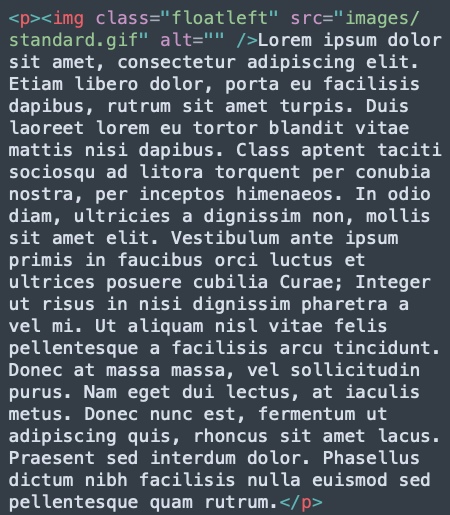 <p><img class="floatleft" src="images/
standard.gif" alt="" />Lorem ipsum dolor
sit amet, consectetur adipiscing elit.
Etiam libero dolor, porta eu facilisis
dapibus, rutrum sit amet turpis. Duis
laoreet lorem eu tortor blandit vitae
mattis nisi dapibus. Class aptent taciti
sociosqu ad litora torquent per conubia
nostra, per inceptos himenaeos. In odio
diam, ultricies a dignissim non, mollis
sit amet elit. Vestibulum ante ipsum
primis in faucibus orci luctus et
ultrices posuere cubilia Curae; Integer
ut risus in nisi dignissim pharetra a
vel mi. Ut aliquam nisl vitae felis
pellentesque a facilisis arcu tincidunt.
Donec at massa massa, vel sollicitudin
purus. Nam eget dui lectus, at iaculis
metus. Donec nunc est, fermentum ut
adipiscing quis, rhoncus sit amet lacus.
Praesent sed interdum dolor. Phasellus
dictum nibh facilisis nulla euismod sed
pellentesque quam rutrum.</p>